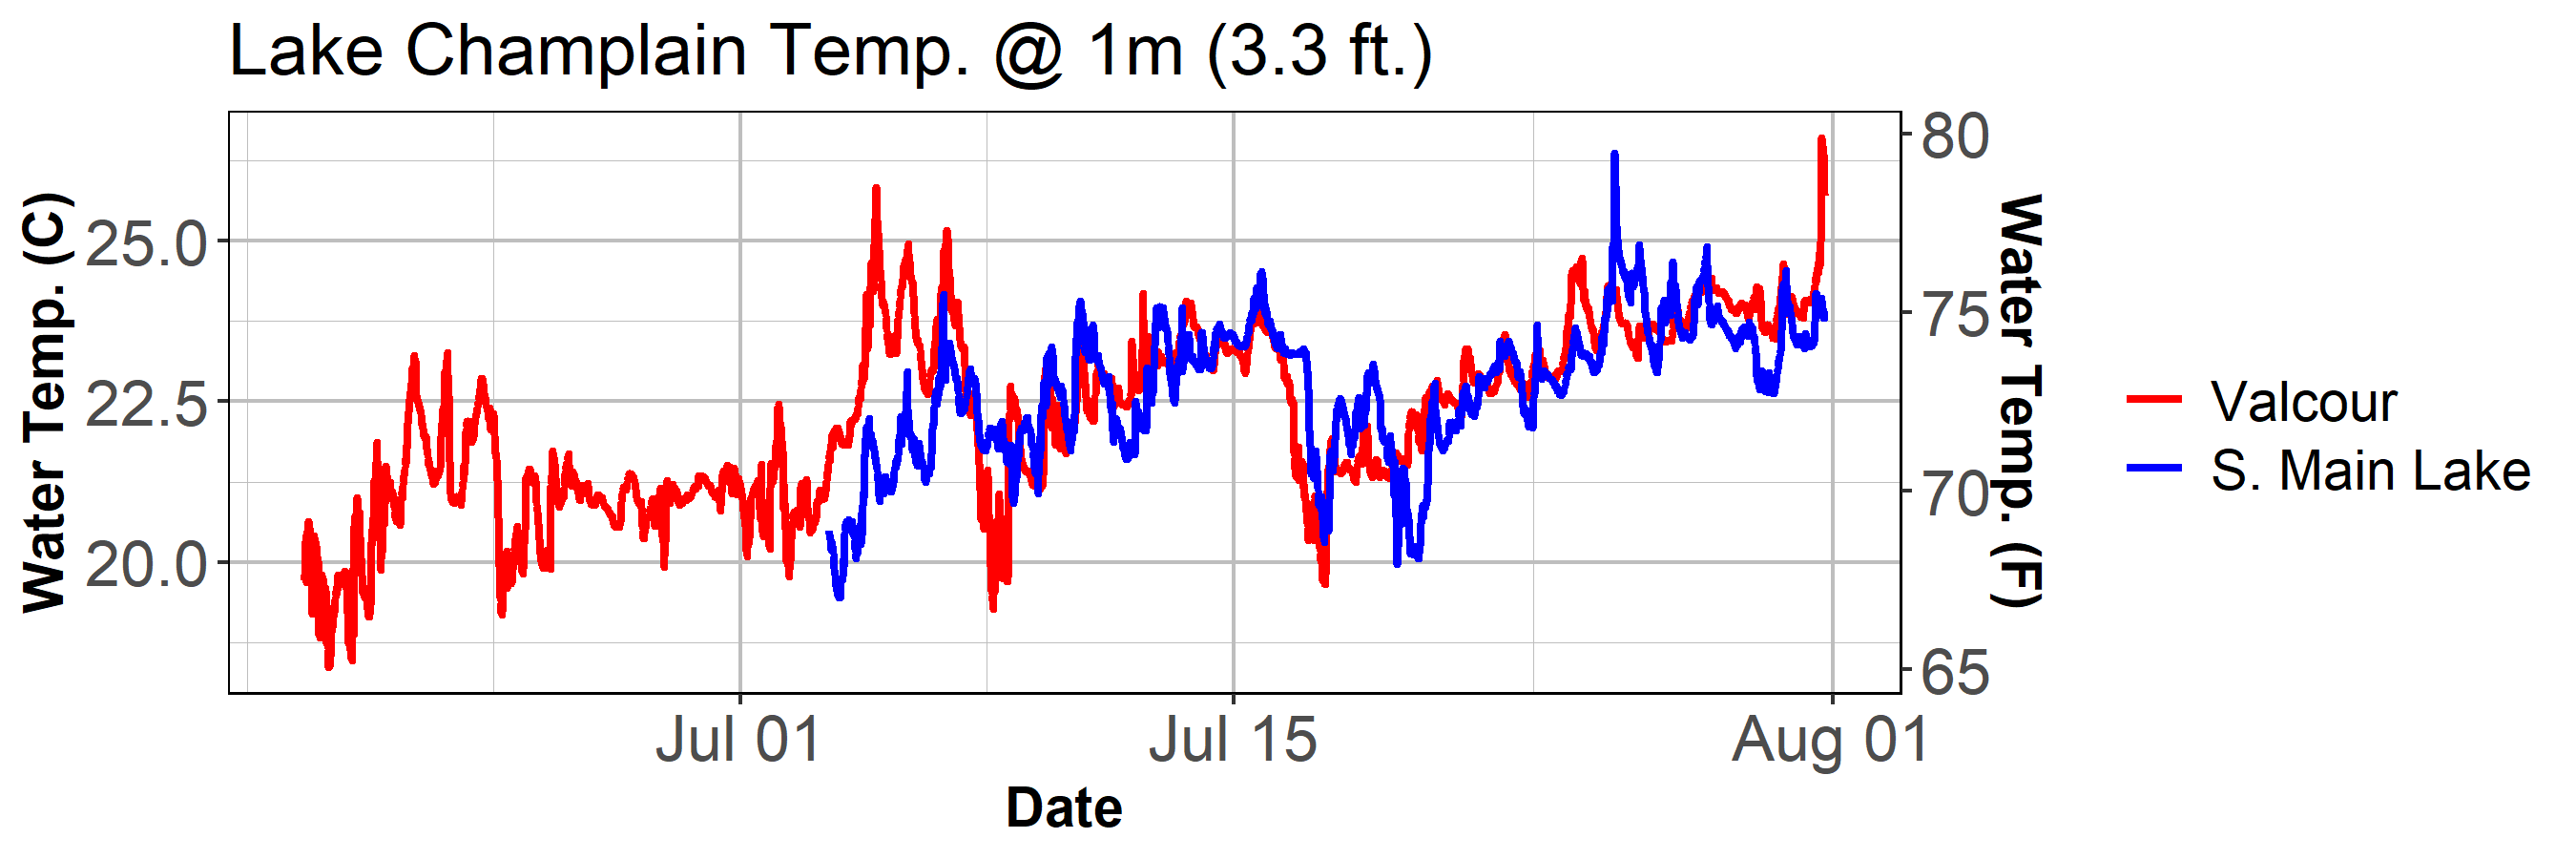 Lake Champlain Temp. @ 1m (3.3 ft.)
Water Temp. (C)
25.0
22.5
20.0
80
75
70
65
Water Temp. (F)
Jul 01
Jul 15
Aug 01
Date
Valcour
S. Main Lake